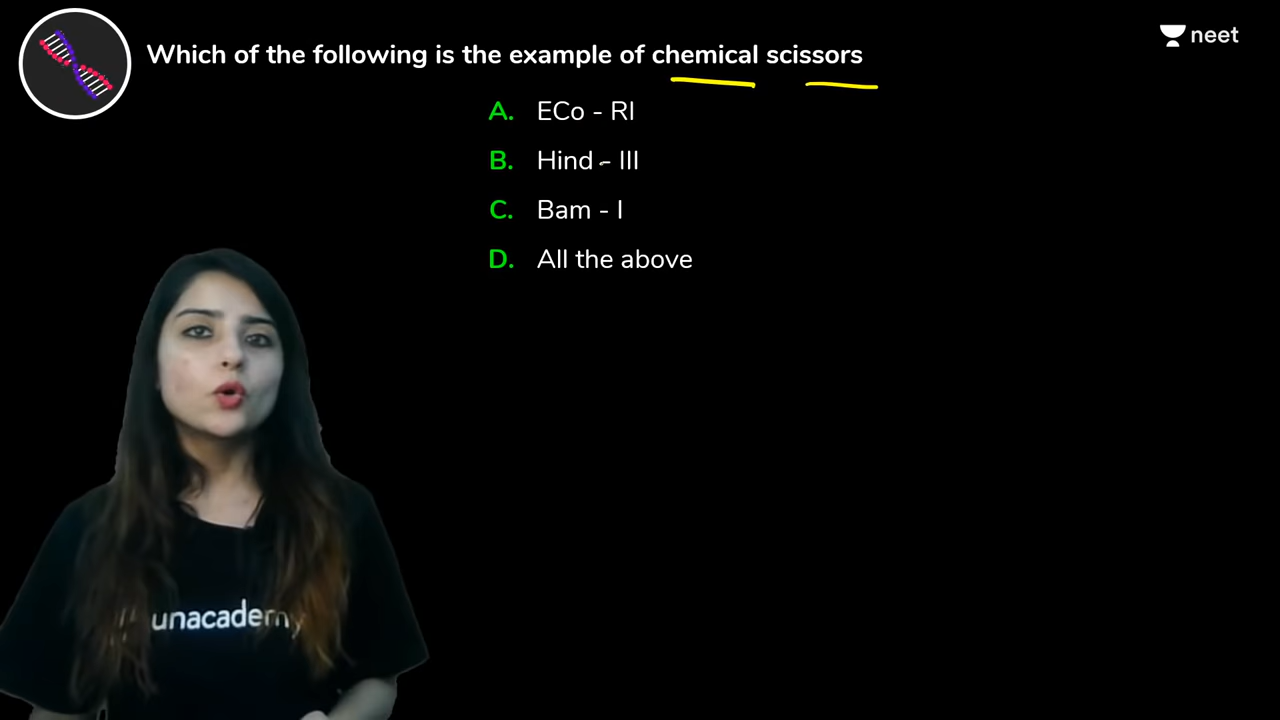 Which of the following is the example of chemical scissors
neet
A. ECo - RI
B. Hind - III
C. Bam - I
D. All the above
unacademy